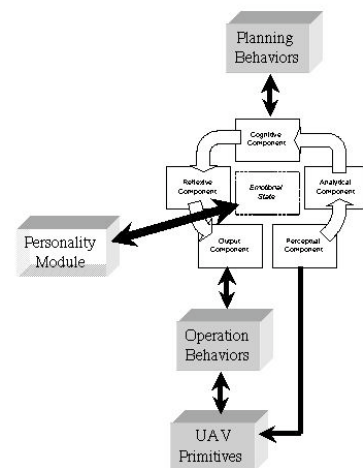 Planning
Behaviors
Cognitive
Component
Reflexive
Component
Emotional
State
Analytical
Component
Personality
Module
Output
Component
Perceptual
Component
Operation
Behaviors
UAV
Primitives